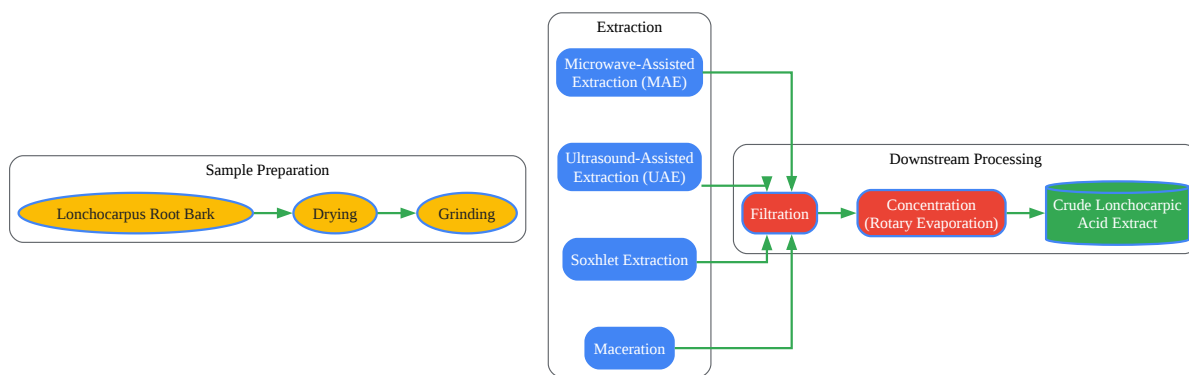 Sample Preparation
Lonchocarpus Root Bark
Drying
Grinding
Extraction
Microwave-Assisted
Extraction (MAE)
Ultrasound-Assisted
Extraction (UAE)
Soxhlet Extraction
Maceration
Downstream Processing
Filtration
Concentration
(Rotary Evaporation)
Crude Lonchocarpic
Acid Extract